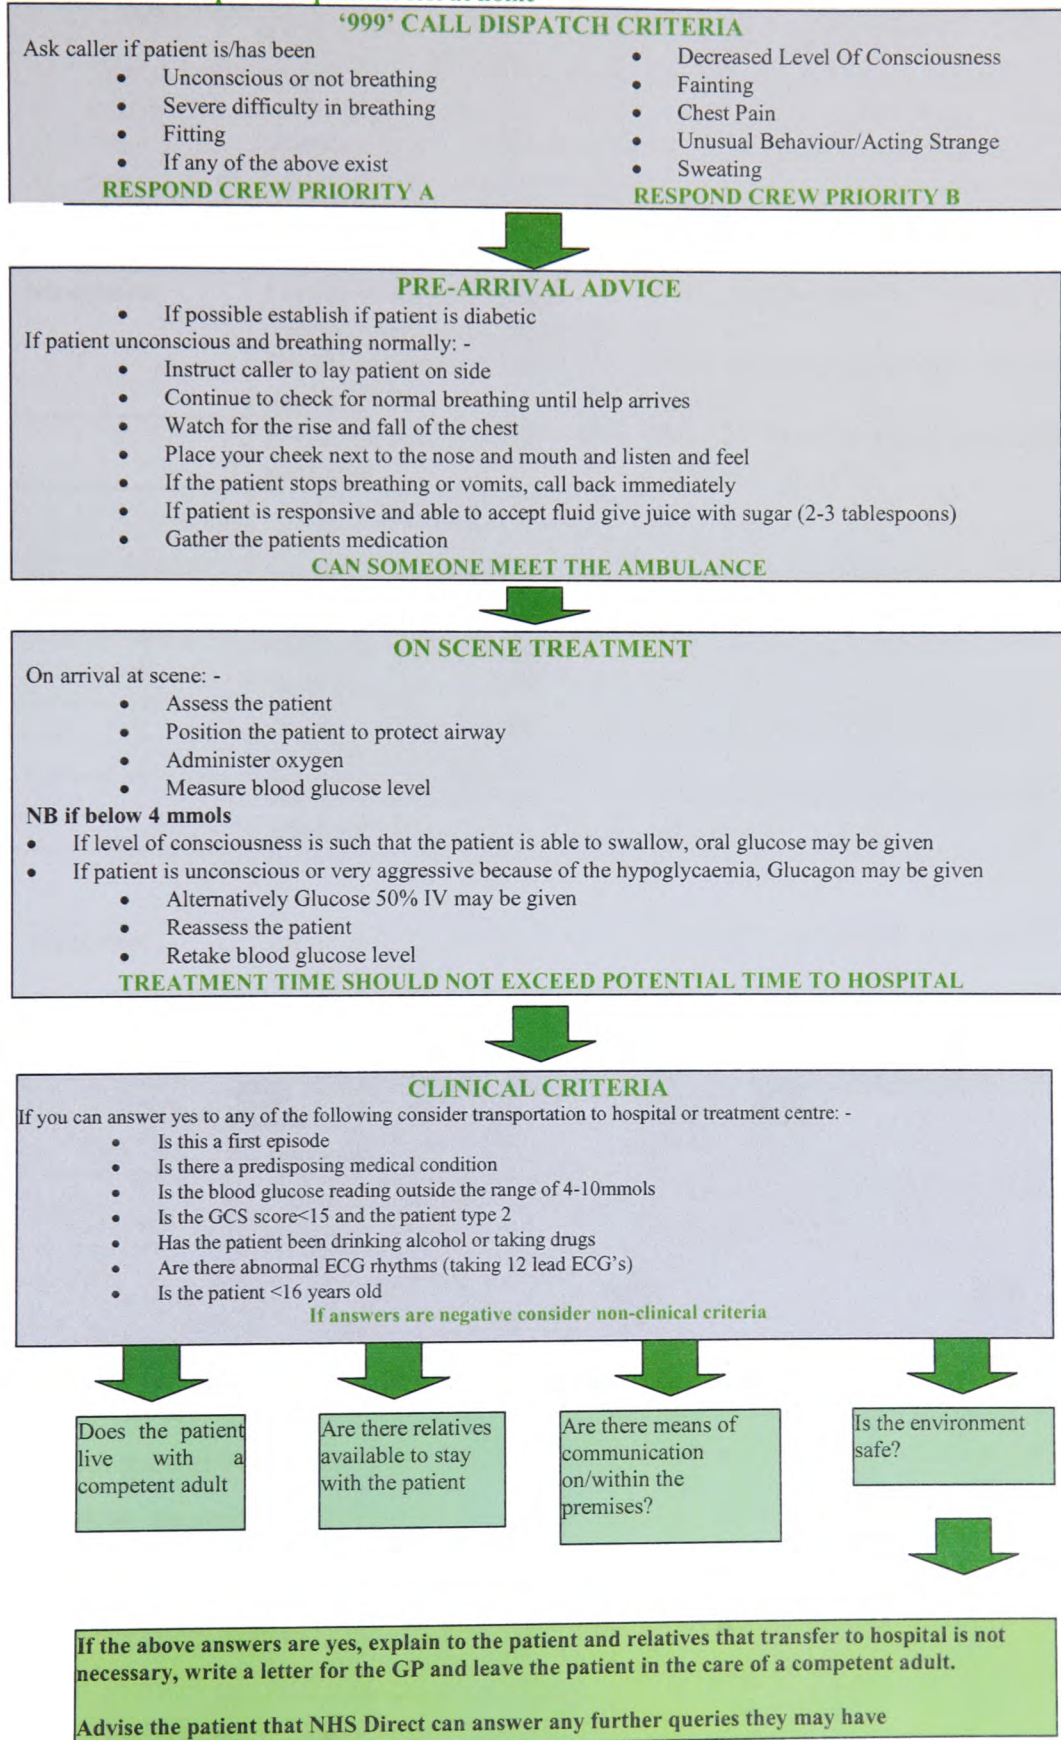 '999' CALL DISPATCH CRITERIA
Ask caller if patient is/has been
• Unconscious or not breathing
• Severe difficulty in breathing
• Fitting
• If any of the above exist
RESPOND CREW PRIORITY A
• Decreased Level Of Consciousness
• Fainting
• Chest Pain
• Unusual Behaviour/Acting Strange
• Sweating
RESPOND CREW PRIORITY B
PRE-ARRIVAL ADVICE
• If possible establish if patient is diabetic
If patient unconscious and breathing normally: -
• Instruct caller to lay patient on side
• Continue to check for normal breathing until help arrives
• Watch for the rise and fall of the chest
• Place your cheek next to the nose and mouth and listen and feel
• If the patient stops breathing or vomits, call back immediately
• If patient is responsive and able to accept fluid give juice with sugar (2-3 tablespoons)
• Gather the patients medication
CAN SOMEONE MEET THE AMBULANCE
ON SCENE TREATMENT
On arrival at scene: -
• Assess the patient
• Position the patient to protect airway
• Administer oxygen
• Measure blood glucose level
NB if below 4 mmols
• If level of consciousness is such that the patient is able to swallow, oral glucose may be given
• If patient is unconscious or very aggressive because of the hypoglycaemia, Glucagon may be given
• Alternatively Glucose 50% IV may be given
• Reassess the patient
• Retake blood glucose level
TREATMENT TIME SHOULD NOT EXCEED POTENTIAL TIME TO HOSPITAL
CLINICAL CRITERIA
If you can answer yes to any of the following consider transportation to hospital or treatment centre: -
• Is this a first episode
• Is there a predisposing medical condition
• Is the blood glucose reading outside the range of 4-10mmols
• Is the GCS score<15 and the patient type 2
• Has the patient been drinking alcohol or taking drugs
• Are there abnormal ECG rhythms (taking 12 lead ECG's)
• Is the patient <16 years old
If answers are negative consider non-clinical criteria
Does the patient
live with a
competent adult
Are there relatives
available to stay
with the patient
Are there means of
communication
on/within the
premises?
Is the environment
safe?
If the above answers are yes, explain to the patient and relatives that transfer to hospital is not
necessary, write a letter for the GP and leave the patient in the care of a competent adult.
Advise the patient that NHS Direct can answer any further queries they may have